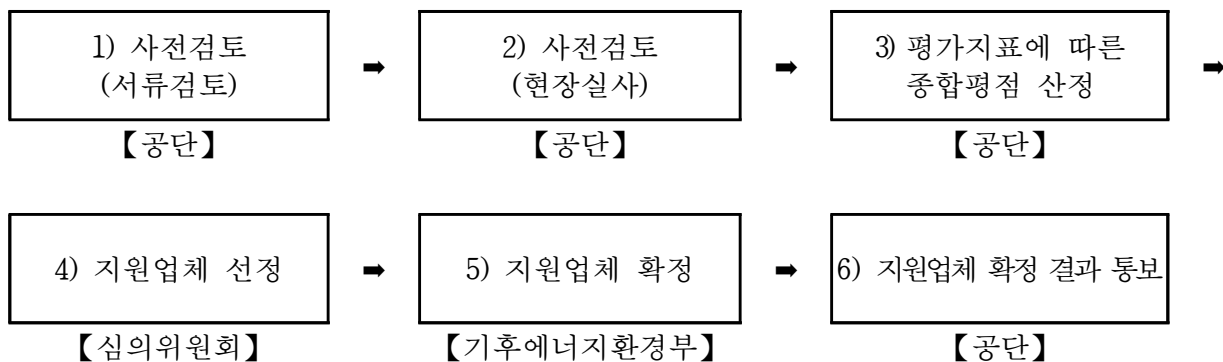 1) 사전검토
(서류검토)
➡
2) 사전검토
(현장실사)
➡
3) 평가지표에 따른
종합평점 산정
➡
【공단】
【공단】
【공단】
4) 지원업체 선정
➡
5) 지원업체 확정
➡
6) 지원업체 확정 결과 통보
【심의위원회】
【기후에너지환경부】
【공단】